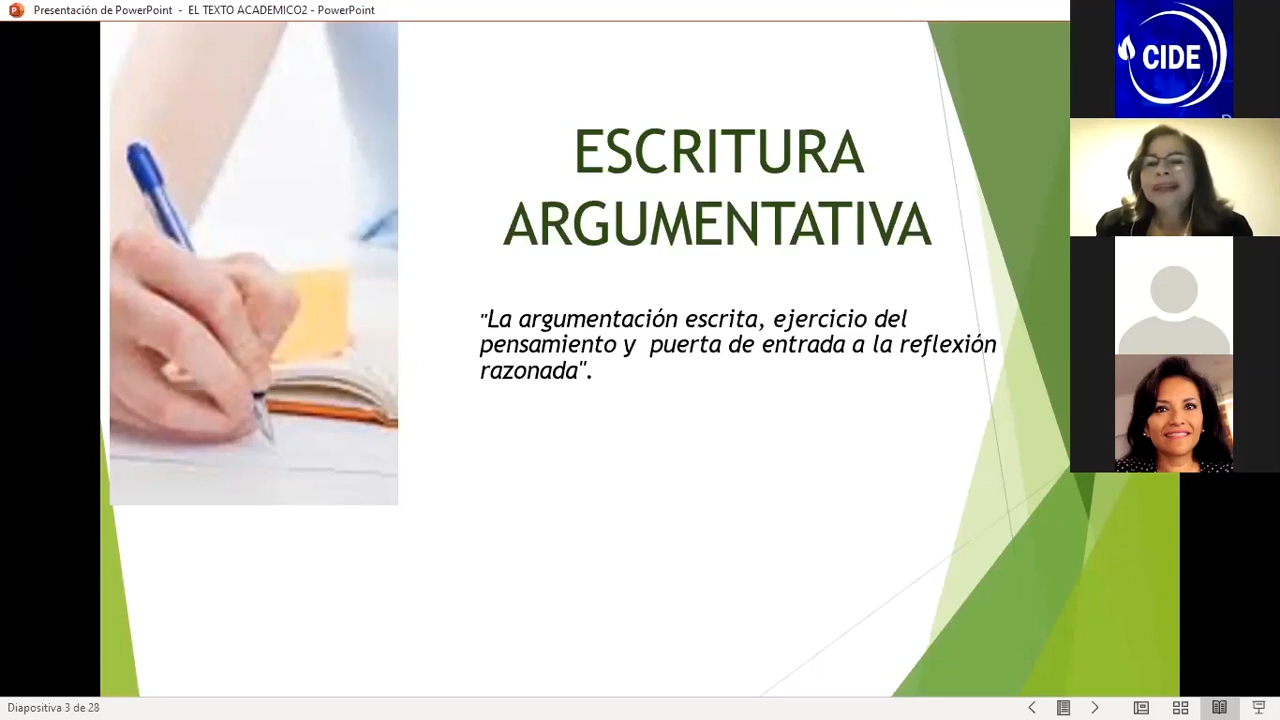 Presentación de PowerPoint - EL TEXTO ACADEMICO2 - PowerPoint
CIDE
ESCRITURA
ARGUMENTATIVA
"La argumentación escrita, ejercicio del
pensamiento y puerta de entrada a la reflexión
razonada".
Diapositiva 3 de 28